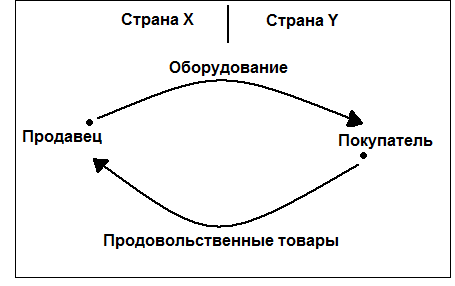 Страна X
Страна Y
Оборудование
Продавец
Покупатель
Продовольственные товары